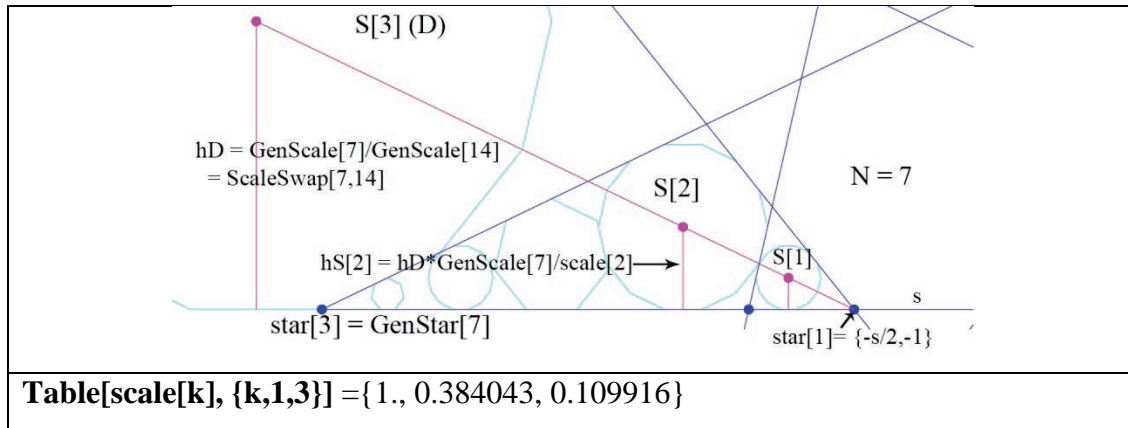 S[3] (D)
hD = GenScale[7]/GenScale[14]
= ScaleSwap[7,14]
N = 7
S[2]
hS[2] = hD*GenScale[7]/scale[2]
S[1]
s
star[3] = GenStar[7]
star[1]= {-s/2,-1}
Table[scale[k], {k,1,3}] ={1., 0.384043, 0.109916}